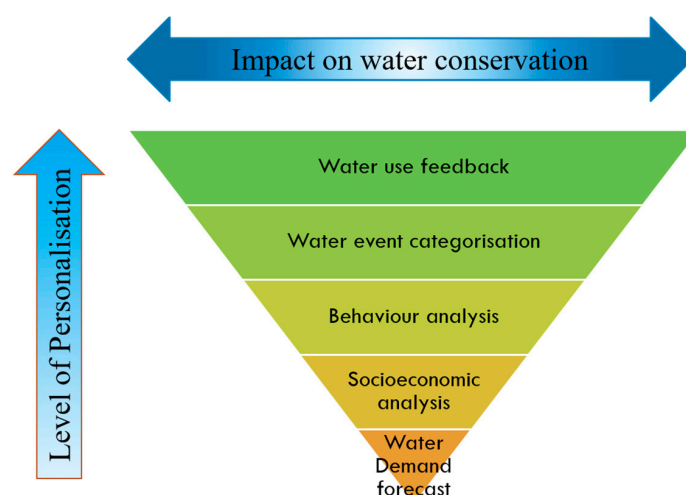 Impact on water conservation
Level of Personalisation
Water use feedback
Water event categorisation
Behaviour analysis
Socioeconomic
analysis
Water
Demand
forecast